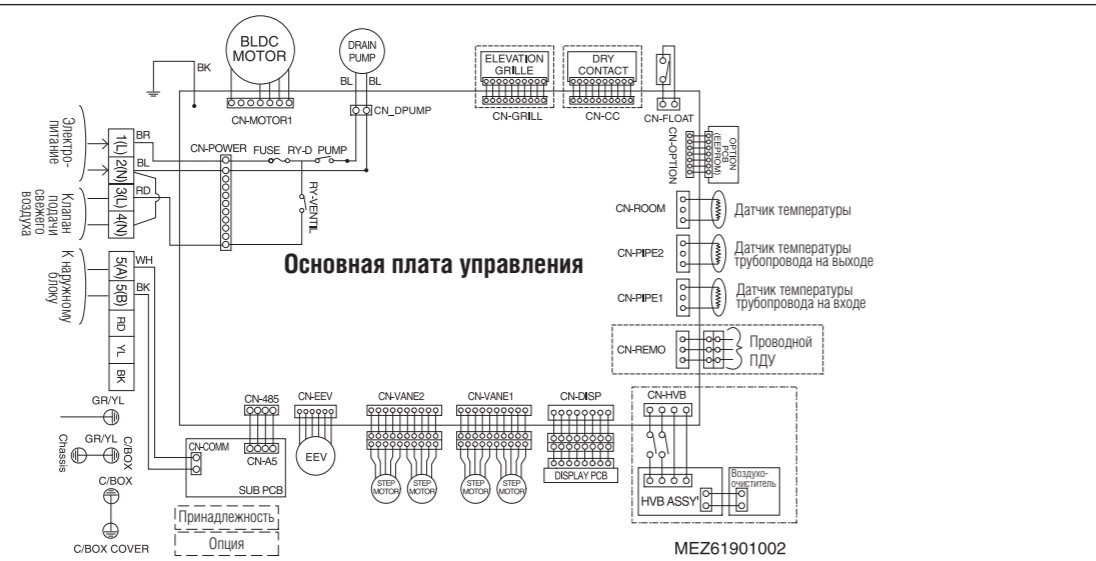 BLDC
MOTOR
DRAIN
PUMP
ELEVATION
GRILLE
DRY
CONTACT
BK
BL
BL
CN_DPUMP
CN-MOTOR1
CN-GRILL
CN-CC
CN-FLOAT
Электро-
питание
1(L)
BR
2(N)
BL
CN-POWER
FUSE
RY-D
PUMP
CN-OPTION
OPTION
PCB
(EEPROM)
Клапан
подачи
свежего
воздуха
3(L)
RD
4(N)
RY-VENTIL
CN-ROOM
Датчик температуры
CN-PIPE2
Датчик температуры
трубопровода на выходе
Основная плата управления
К наружному
блоку
5(A)
WH
5(B)
BK
RD
YL
BK
CN-PIPE1
Датчик температуры
трубопровода на входе
CN-REMO
Проводной
ПДУ
GR/YL
Chassis
GR/YL
C/BOX
C/BOX
C/BOX COVER
CN-485
CN-EEV
CN-VANE2
CN-VANE1
CN-DISP
CN-HVB
CN-COMM
CN-A5
SUB PCB
EEV
STEP
MOTOR
STEP
MOTOR
STEP
MOTOR
STEP
MOTOR
DISPLAY PCB
HVB ASSY'
Воздухо-
очиститель
Принадлежность
Опция
MEZ61901002